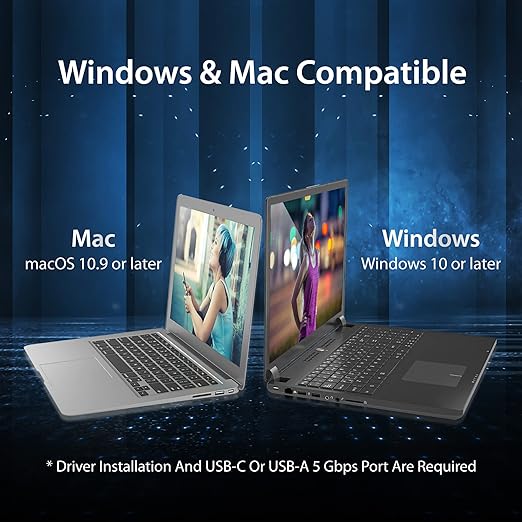 Windows & Mac Compatible
Mac
macOS 10.9 or later
Windows
Windows 10 or later
* Driver Installation And USB-C Or USB-A 5 Gbps Port Are Required